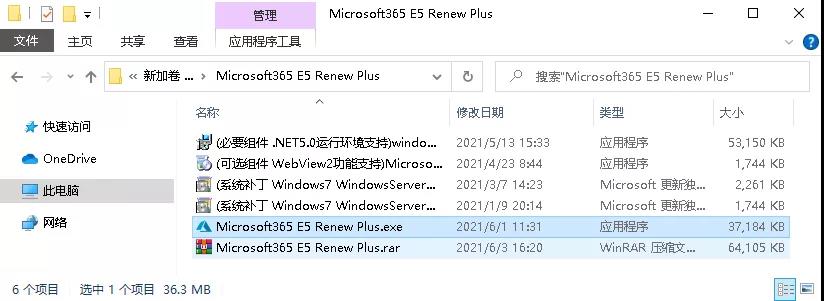 管理 Microsoft365 E5 Renew Plus
文件 主页 共享 查看 应用程序工具
« 新加卷 ... › Microsoft365 E5 Renew Plus 搜索"Microsoft365 E5 Renew Plus"
名称 修改日期 类型 大小
快速访问
OneDrive
此电脑
网络
(必要组件 .NET5.0运行环境支持)windo... 2021/5/13 15:33 应用程序 53,150 KB
(可选组件 WebView2功能支持)Microso... 2021/4/23 8:44 应用程序 1,744 KB
(系统补丁 Windows7 WindowsServer... 2021/3/7 14:23 Microsoft 更新独... 2,261 KB
(系统补丁 Windows7 WindowsServer... 2021/1/9 20:14 Microsoft 更新独... 1,744 KB
Microsoft365 E5 Renew Plus.exe 2021/6/1 11:31 应用程序 37,184 KB
Microsoft365 E5 Renew Plus.rar 2021/6/3 16:20 WinRAR 压缩文... 64,105 KB
6 个项目 选中 1 个项目 36.3 MB